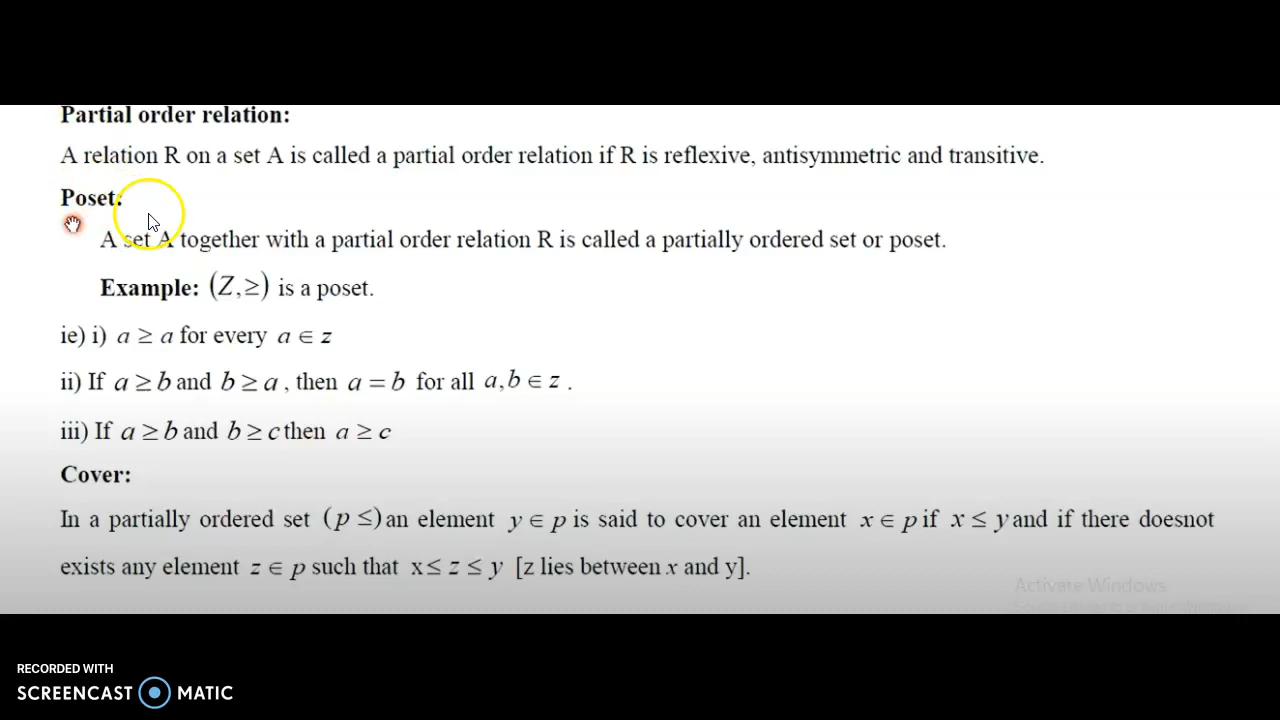 Partial order relation:
A relation R on a set A is called a partial order relation if R is reflexive, antisymmetric and transitive.
Poset:
A set A together with a partial order relation R is called a partially ordered set or poset.
Example: (Z,≥) is a poset.
ie) i) a ≥ a for every a ∈ z
ii) If a ≥ b and b ≥ a , then a = b for all a,b ∈ z .
iii) If a ≥ b and b ≥ c then a ≥ c
Cover:
In a partially ordered set (p ≤) an element y ∈ p is said to cover an element x ∈ p if x ≤ y and if there doesnot
exists any element z ∈ p such that x ≤ z ≤ y [z lies between x and y].
Activate Windows
RECORDED WITH
SCREENCAST MATIC